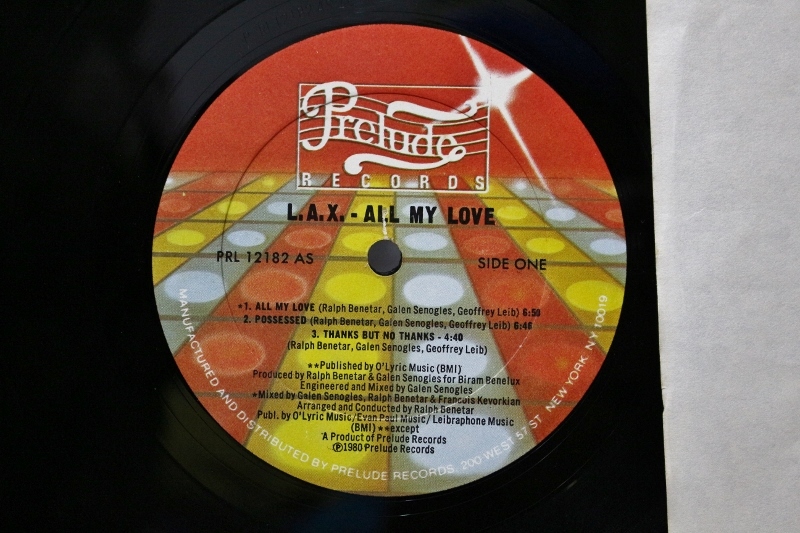 Prelude
RECORDS
L.A.X. - ALL MY LOVE
PRL 12182 AS
SIDE ONE
*1. ALL MY LOVE (Ralph Benetar, Galen Senogles, Geoffrey Leib) 6:50
2. POSSESSED (Ralph Benetar, Galen Senogles, Geoffrey Leib) 6:46
3. THANKS BUT NO THANKS - 4:40
(Ralph Benetar, Galen Senogles, Geoffrey Leib)
**Published by O'Lyric Music (BMI)
Produced by Ralph Benetar & Galen Senogles for Biram Benelux
Engineered and Mixed by Galen Senogles
*Mixed by Galen Senogles, Ralph Benetar & Francois Kevorkian
Arranged and Conducted by Ralph Benetar
Publ. by O'Lyric Music/Evan Paul Music/Leibraphone Music
(BMI) **except
A Product of Prelude Records
℗1980 Prelude Records
MANUFACTURED AND DISTRIBUTED BY PRELUDE RECORDS, 200 WEST 57 ST. NEW YORK, NY 10019